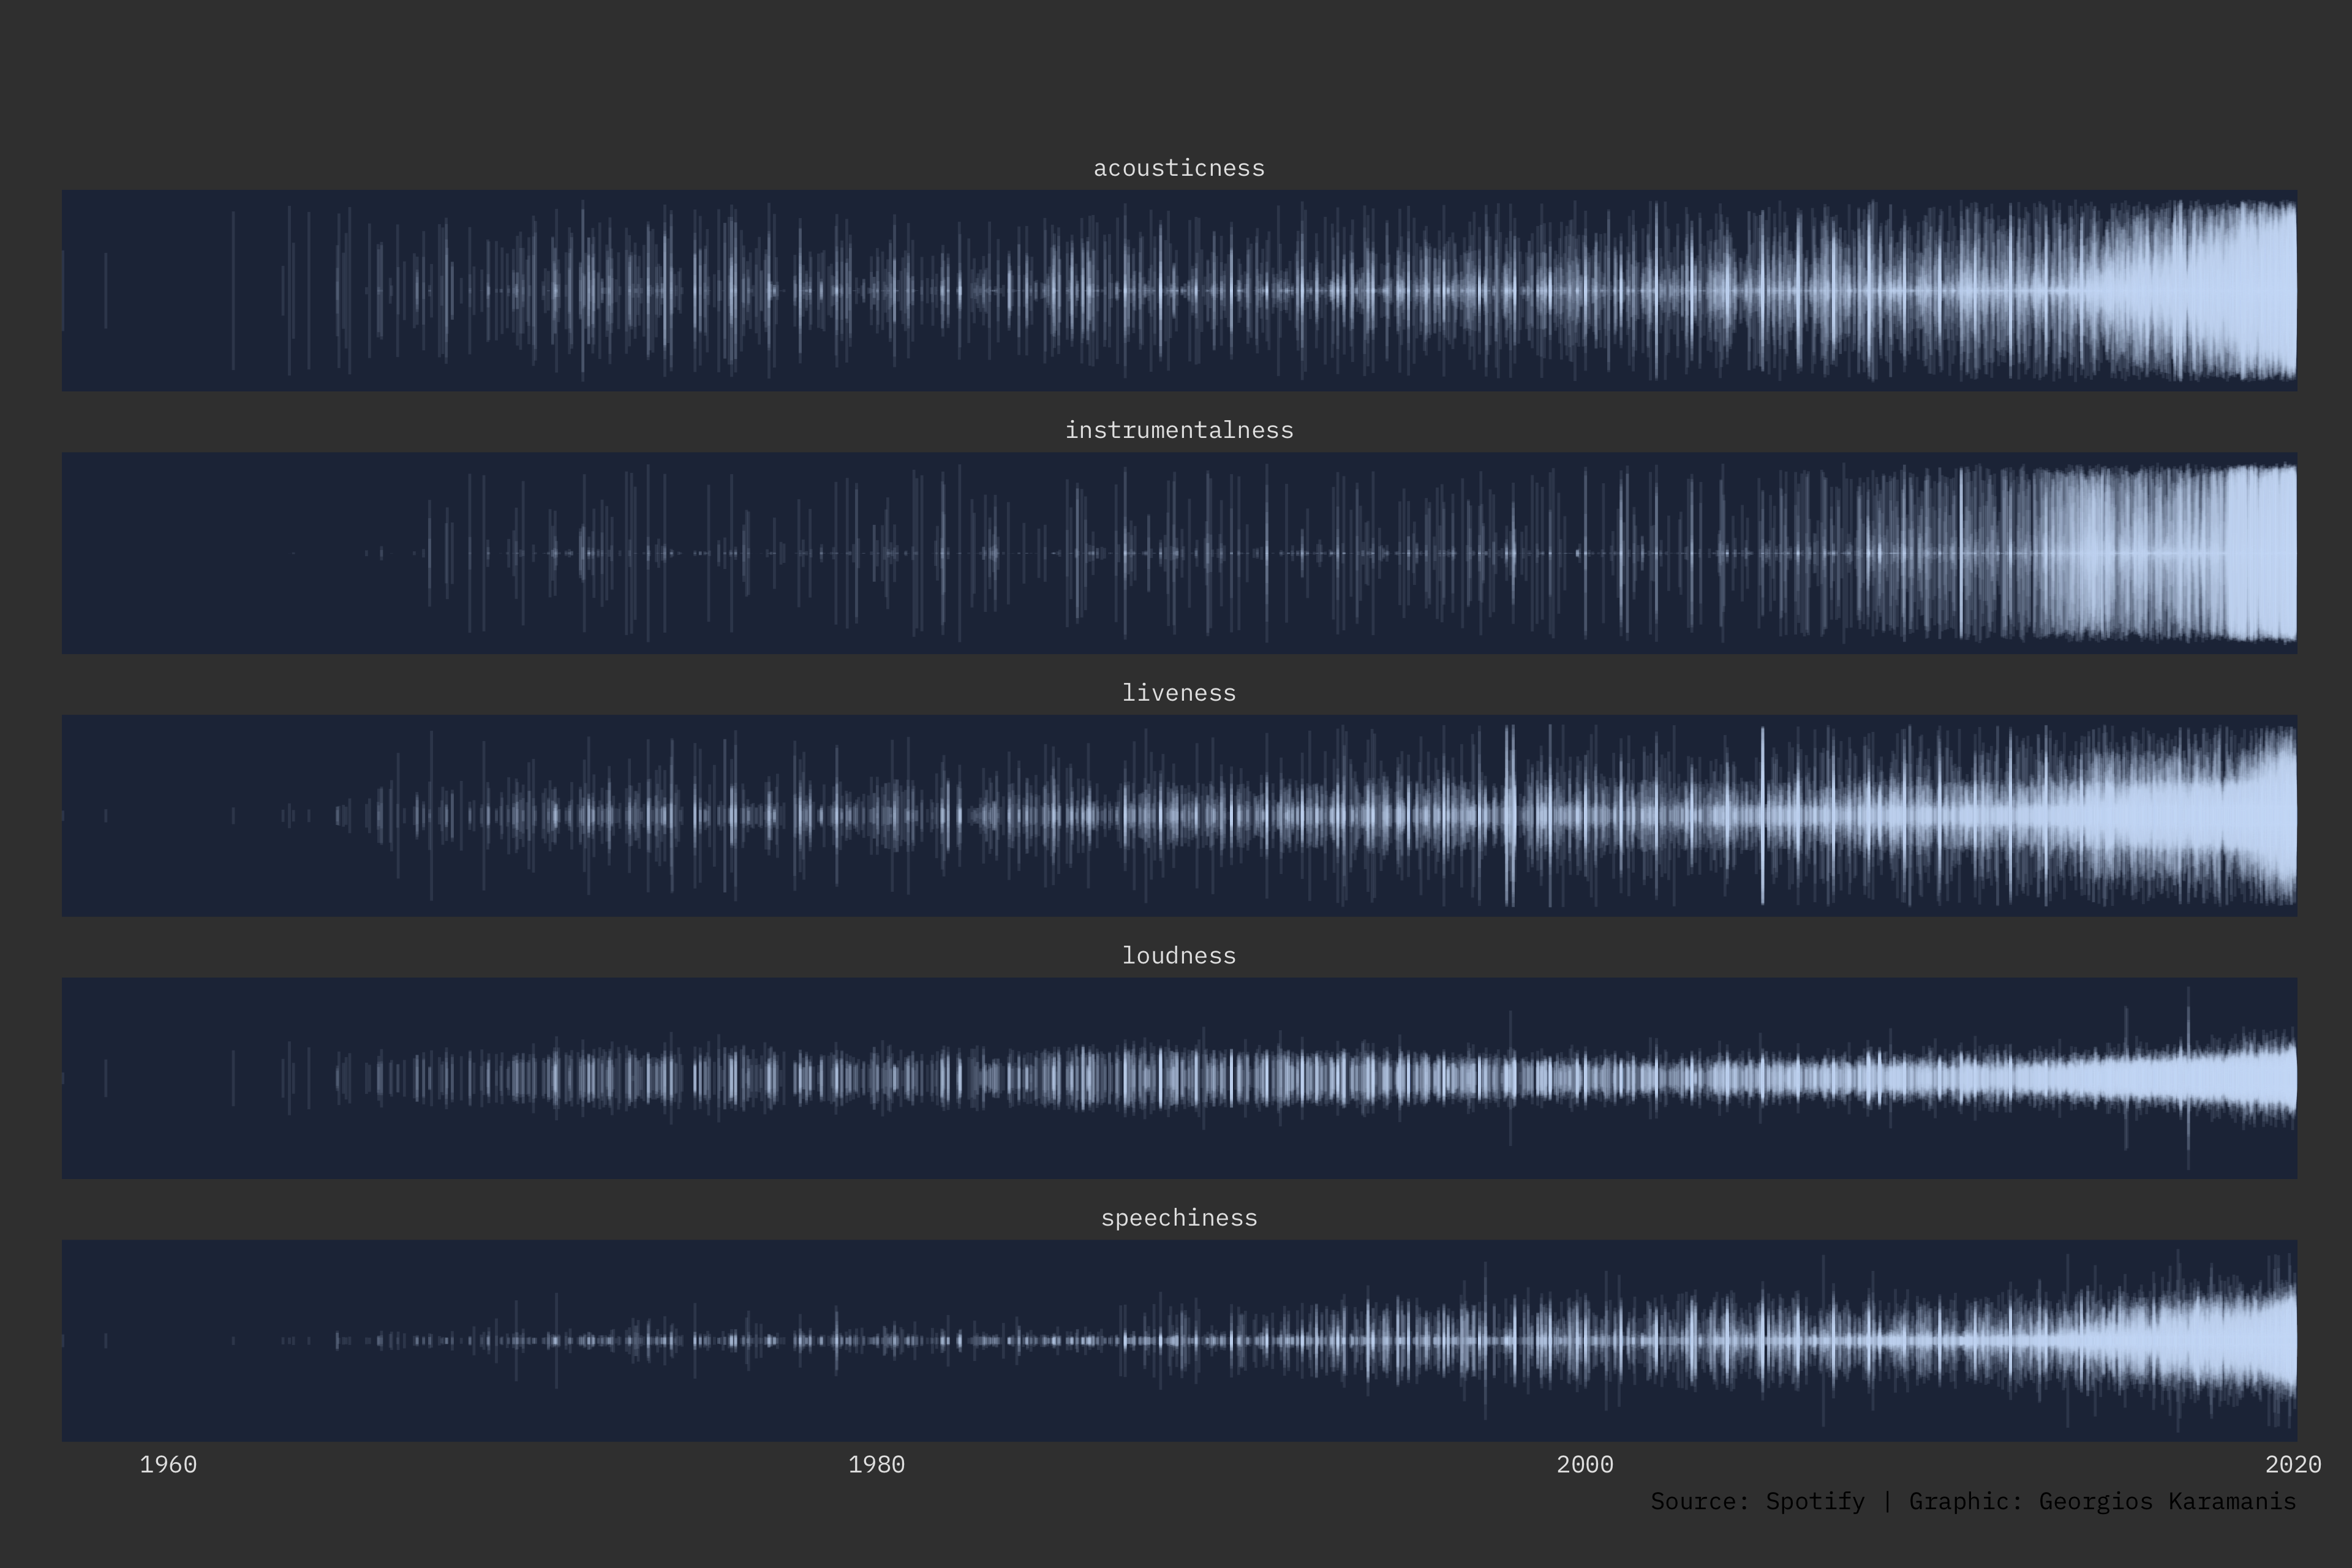 acousticness
instrumentalness
liveness
loudness
speechiness
1960 1980 2000 2020
Source: Spotify | Graphic: Georgios Karamanis